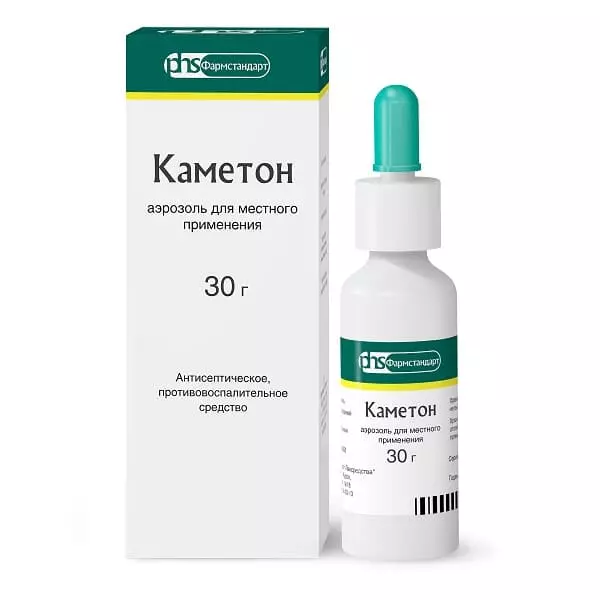 phs Фармстандарт
Каметон
аэрозоль для местного
применения
30 г
Антисептическое,
противовоспалительное
средство
phs Фармстандарт
Каметон
аэрозоль для местного
применения
30 г